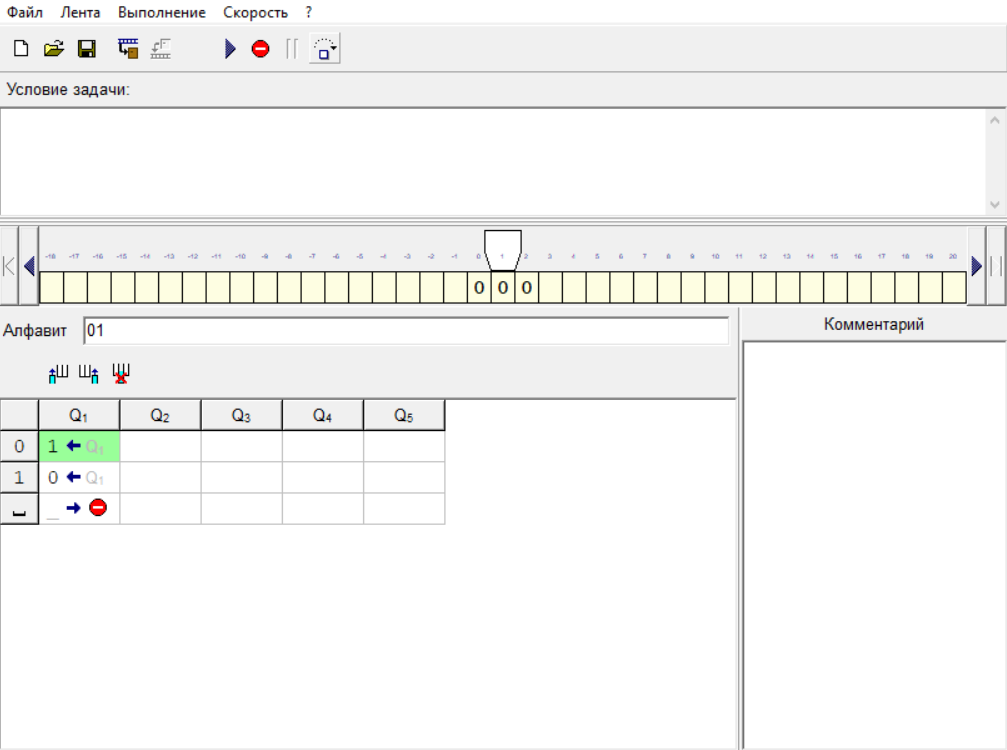 Файл Лента Выполнение Скорость ?
Условие задачи:
-18 -17 -16 -15 -14 -13 -12 -11 -10 -9 -8 -7 -6 -5 -4 -3 -2 -1 0 1 2 3 4 5 6 7 8 9 10 11 12 13 14 15 16 17 18 19 20
0 0 0
Алфавит 01
Комментарий
Q₁ Q₂ Q₃ Q₄ Q₅
0 1 ← Q₁
1 0 ← Q₁
_ →